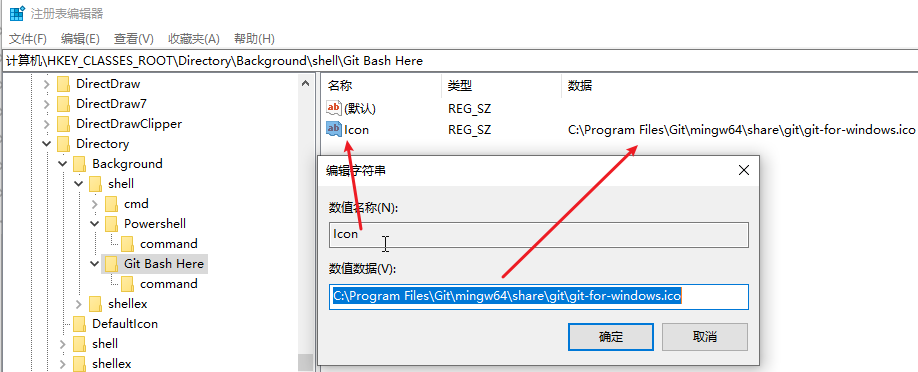 注册表编辑器
文件(F) 编辑(E) 查看(V) 收藏夹(A) 帮助(H)
计算机\HKEY_CLASSES_ROOT\Directory\Background\shell\Git Bash Here
DirectDraw
DirectDraw7
DirectDrawClipper
Directory
Background
shell
cmd
Powershell
command
Git Bash Here
command
shellex
DefaultIcon
shell
shellex
名称 类型 数据
ab (默认) REG_SZ
ab Icon REG_SZ C:\Program Files\Git\mingw64\share\git\git-for-windows.ico
编辑字符串
数值名称(N):
Icon
数值数据(V):
C:\Program Files\Git\mingw64\share\git\git-for-windows.ico
确定 取消